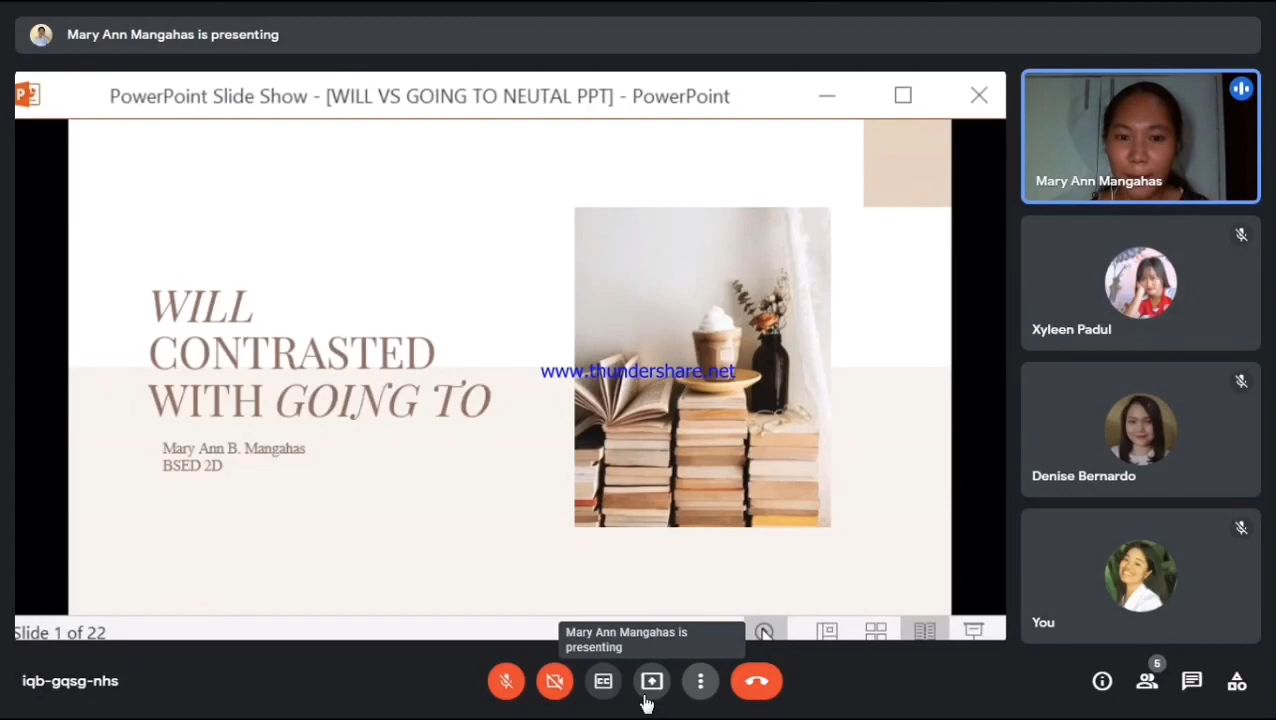 Mary Ann Mangahas is presenting
P
PowerPoint Slide Show - [WILL VS GOING TO NEUTAL PPT] - PowerPoint
Mary Ann Mangahas
WILL
CONTRASTED
WITH GOING TO
Mary Ann B. Mangahas
BSED 2D
www.thundershare.net
Xyleen Padul
Denise Bernardo
You
Slide 1 of 22
Mary Ann Mangahas is
presenting
iqb-gqsg-nhs
CC
5